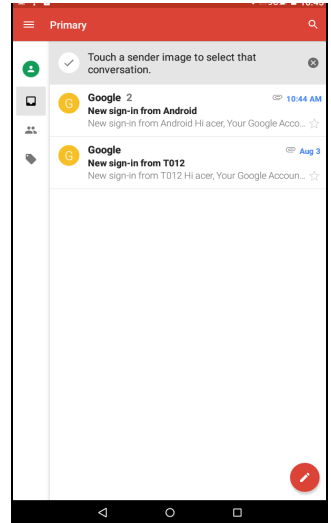 Primary
Touch a sender image to select that
conversation.
G
Google 2
10:44 AM
New sign-in from Android
New sign-in from Android Hi acer, Your Google Acco...
G
Google
Aug 3
New sign-in from T012
New sign-in from T012 Hi acer, Your Google Accoun...